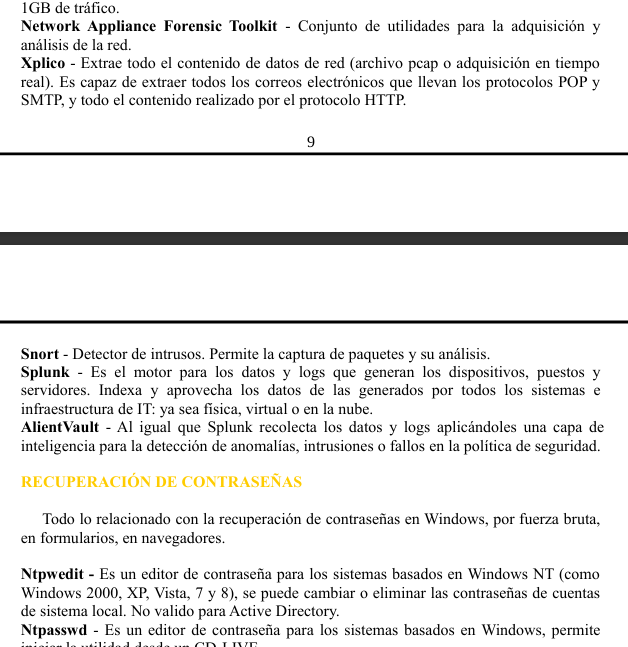 1GB de tráfico.
Network Appliance Forensic Toolkit - Conjunto de utilidades para la adquisición y
análisis de la red.
Xplico - Extrae todo el contenido de datos de red (archivo pcap o adquisición en tiempo
real). Es capaz de extraer todos los correos electrónicos que llevan los protocolos POP y
SMTP, y todo el contenido realizado por el protocolo HTTP.
9
Snort - Detector de intrusos. Permite la captura de paquetes y su análisis.
Splunk - Es el motor para los datos y logs que generan los dispositivos, puestos y
servidores. Indexa y aprovecha los datos de las generados por todos los sistemas e
infraestructura de IT: ya sea física, virtual o en la nube.
AlientVault - Al igual que Splunk recolecta los datos y logs aplicándoles una capa de
inteligencia para la detección de anomalías, intrusiones o fallos en la política de seguridad.
RECUPERACIÓN DE CONTRASEÑAS
Todo lo relacionado con la recuperación de contraseñas en Windows, por fuerza bruta,
en formularios, en navegadores.
Ntpwedit - Es un editor de contraseña para los sistemas basados en Windows NT (como
Windows 2000, XP, Vista, 7 y 8), se puede cambiar o eliminar las contraseñas de cuentas
de sistema local. No valido para Active Directory.
Ntpasswd - Es un editor de contraseña para los sistemas basados en Windows, permite
iniciar la utilidad desde un CD-LIVE